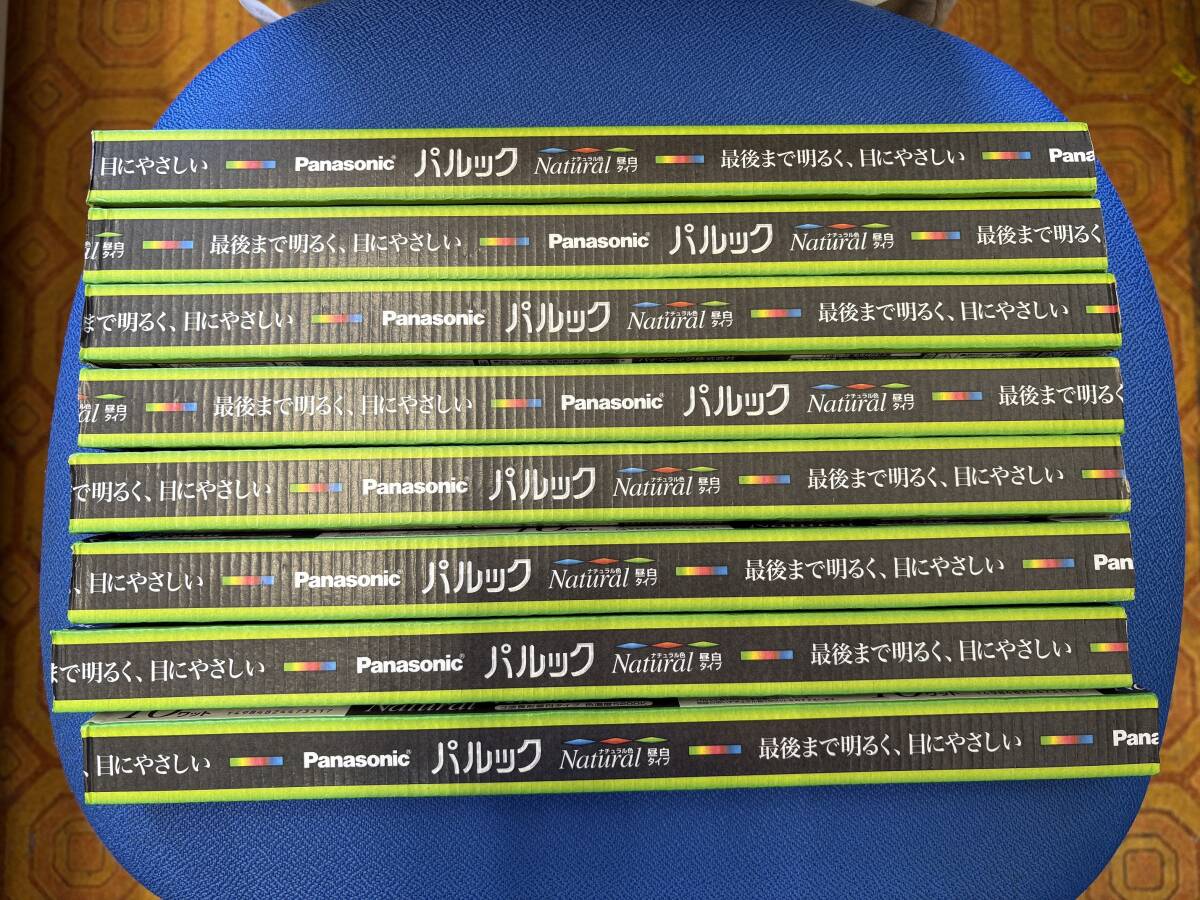 目にやさしい Panasonic® パルック Natural ナチュラル色 昼白タイプ 最後まで明るく、目にやさしい Pana
al 昼白タイプ 最後まで明るく、目にやさしい Panasonic® パルック Natural ナチュラル色 昼白タイプ 最後まで明るく
まで明るく、目にやさしい Panasonic® パルック Natural ナチュラル色 昼白タイプ 最後まで明るく、目にやさしい
al 昼白タイプ 最後まで明るく、目にやさしい Panasonic® パルック Natural ナチュラル色 昼白タイプ 最後まで明るく
で明るく、目にやさしい Panasonic パルック Natural ナチュラル色 昼白タイプ 最後まで明るく、目にやさしい
、目にやさしい Panasonic® パルック Natural ナチュラル色 昼白タイプ 最後まで明るく、目にやさしい Pan
まで明るく、目にやさしい Panasonic® パルック Natural ナチュラル色 昼白タイプ 最後まで明るく、目にやさしい
10ワット Natural
、目にやさしい Panasonic® パルック Natural ナチュラル色 昼白タイプ 最後まで明るく、目にやさしい Pana